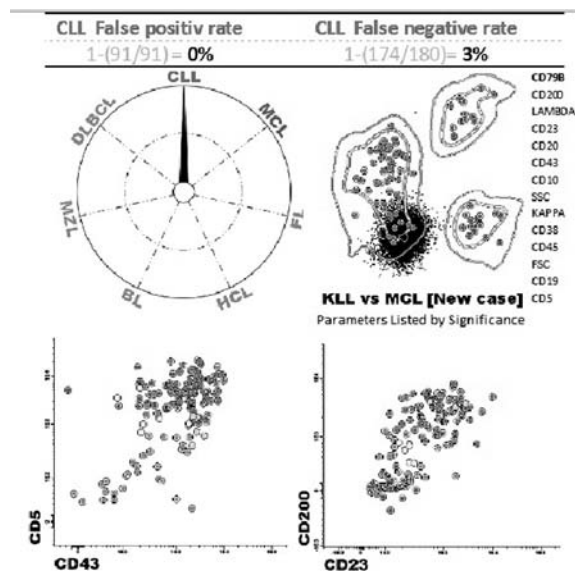 CLL False positiv rate
CLL False negative rate
1-(91/91)= 0%
1-(174/180)= 3%
CLL
MCL
FL
HCL
BL
MZL
DLBCL
CD79B
CD200
LAMBDA
CD23
CD20
CD43
CD10
SSC
KAPPA
CD38
CD45
FSC
CD19
CD5
KLL vs MCL [New case]
Parameters Listed by Significance
CD5
CD43
CD200
CD23